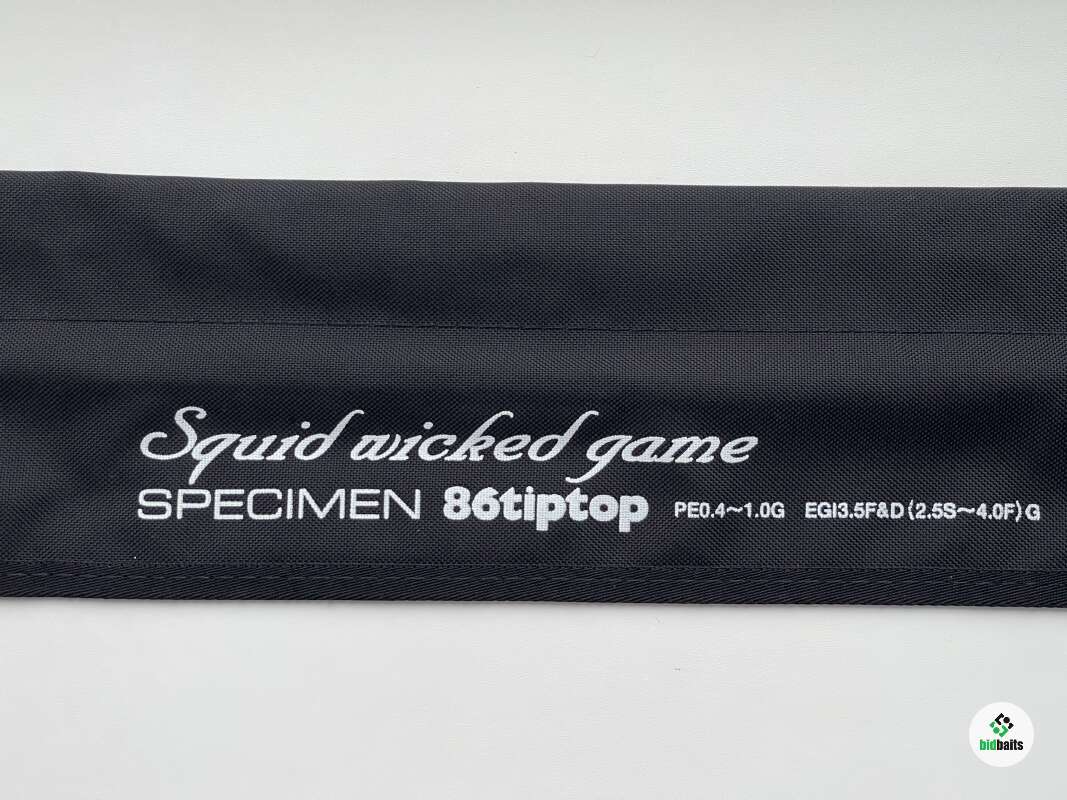 Squid wicked game
SPECIMEN 86tiptop PE0.4～1.0G EGI3.5F&D (2.5S～4.0F) G
bidbaits